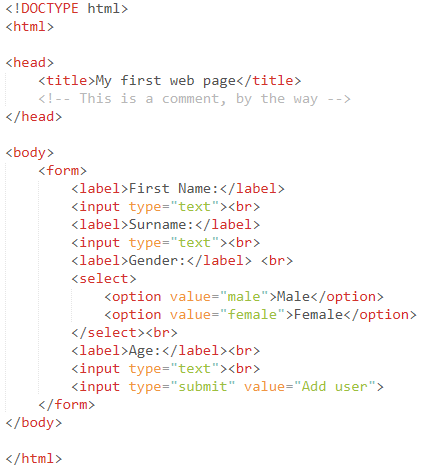 <!DOCTYPE html>
<html>
<head>
<title>My first web page</title>
<!-- This is a comment, by the way -->
</head>
<body>
<form>
<label>First Name:</label>
<input type="text"><br>
<label>Surname:</label>
<input type="text"><br>
<label>Gender:</label> <br>
<select>
<option value="male">Male</option>
<option value="female">Female</option>
</select><br>
<label>Age:</label><br>
<input type="text"><br>
<input type="submit" value="Add user">
</form>
</body>
</html>